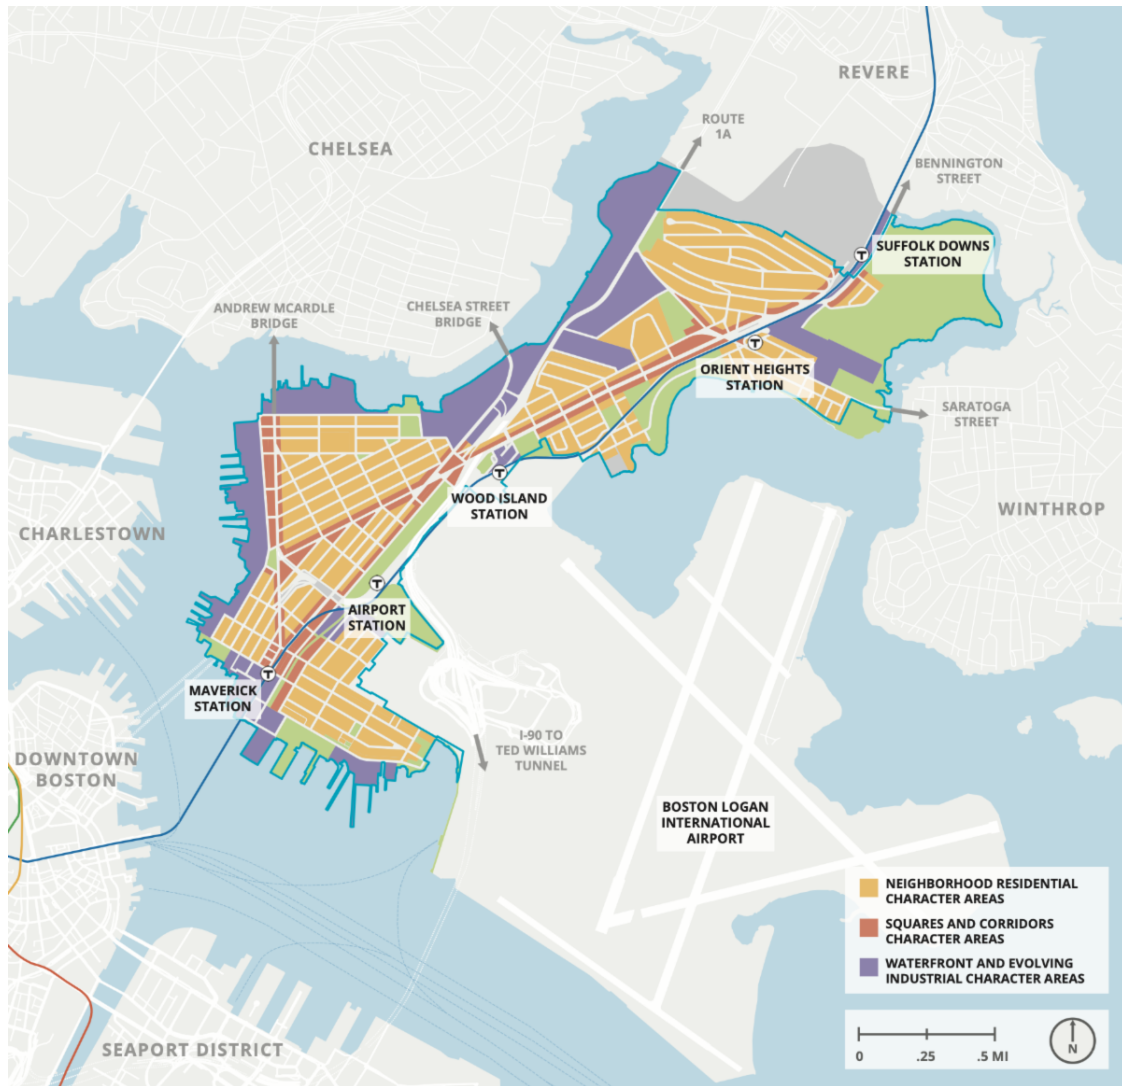 REVERE
ROUTE
1A
CHELSEA
BENNINGTON
STREET
SUFFOLK DOWNS
STATION
T
ANDREW MCARDLE
BRIDGE
CHELSEA STREET
BRIDGE
T
ORIENT HEIGHTS
STATION
SARATOGA
STREET
T
WOOD ISLAND
STATION
WINTHROP
CHARLESTOWN
T
AIRPORT
STATION
T
MAVERICK
STATION
I-90 TO
TED WILLIAMS
TUNNEL
DOWNTOWN
BOSTON
BOSTON LOGAN
INTERNATIONAL
AIRPORT
NEIGHBORHOOD RESIDENTIAL
CHARACTER AREAS
SQUARES AND CORRIDORS
CHARACTER AREAS
WATERFRONT AND EVOLVING
INDUSTRIAL CHARACTER AREAS
SEAPORT DISTRICT
0 .25 .5 MI
N